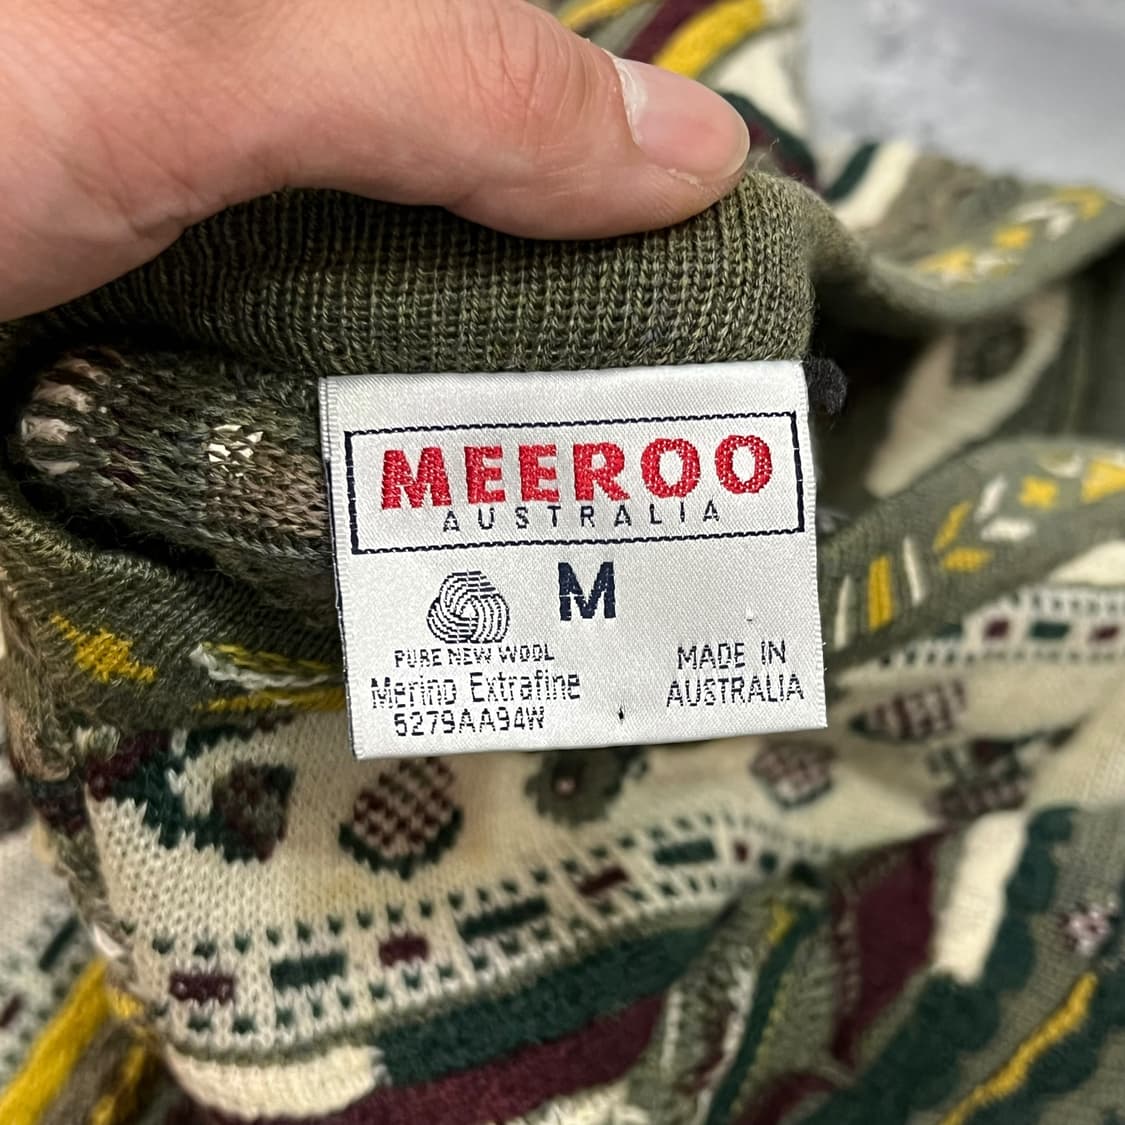 MEEROO
AUSTRALIA
M
PURE NEW WOOL
Merino Extrafine
5279AA94W
MADE IN
AUSTRALIA